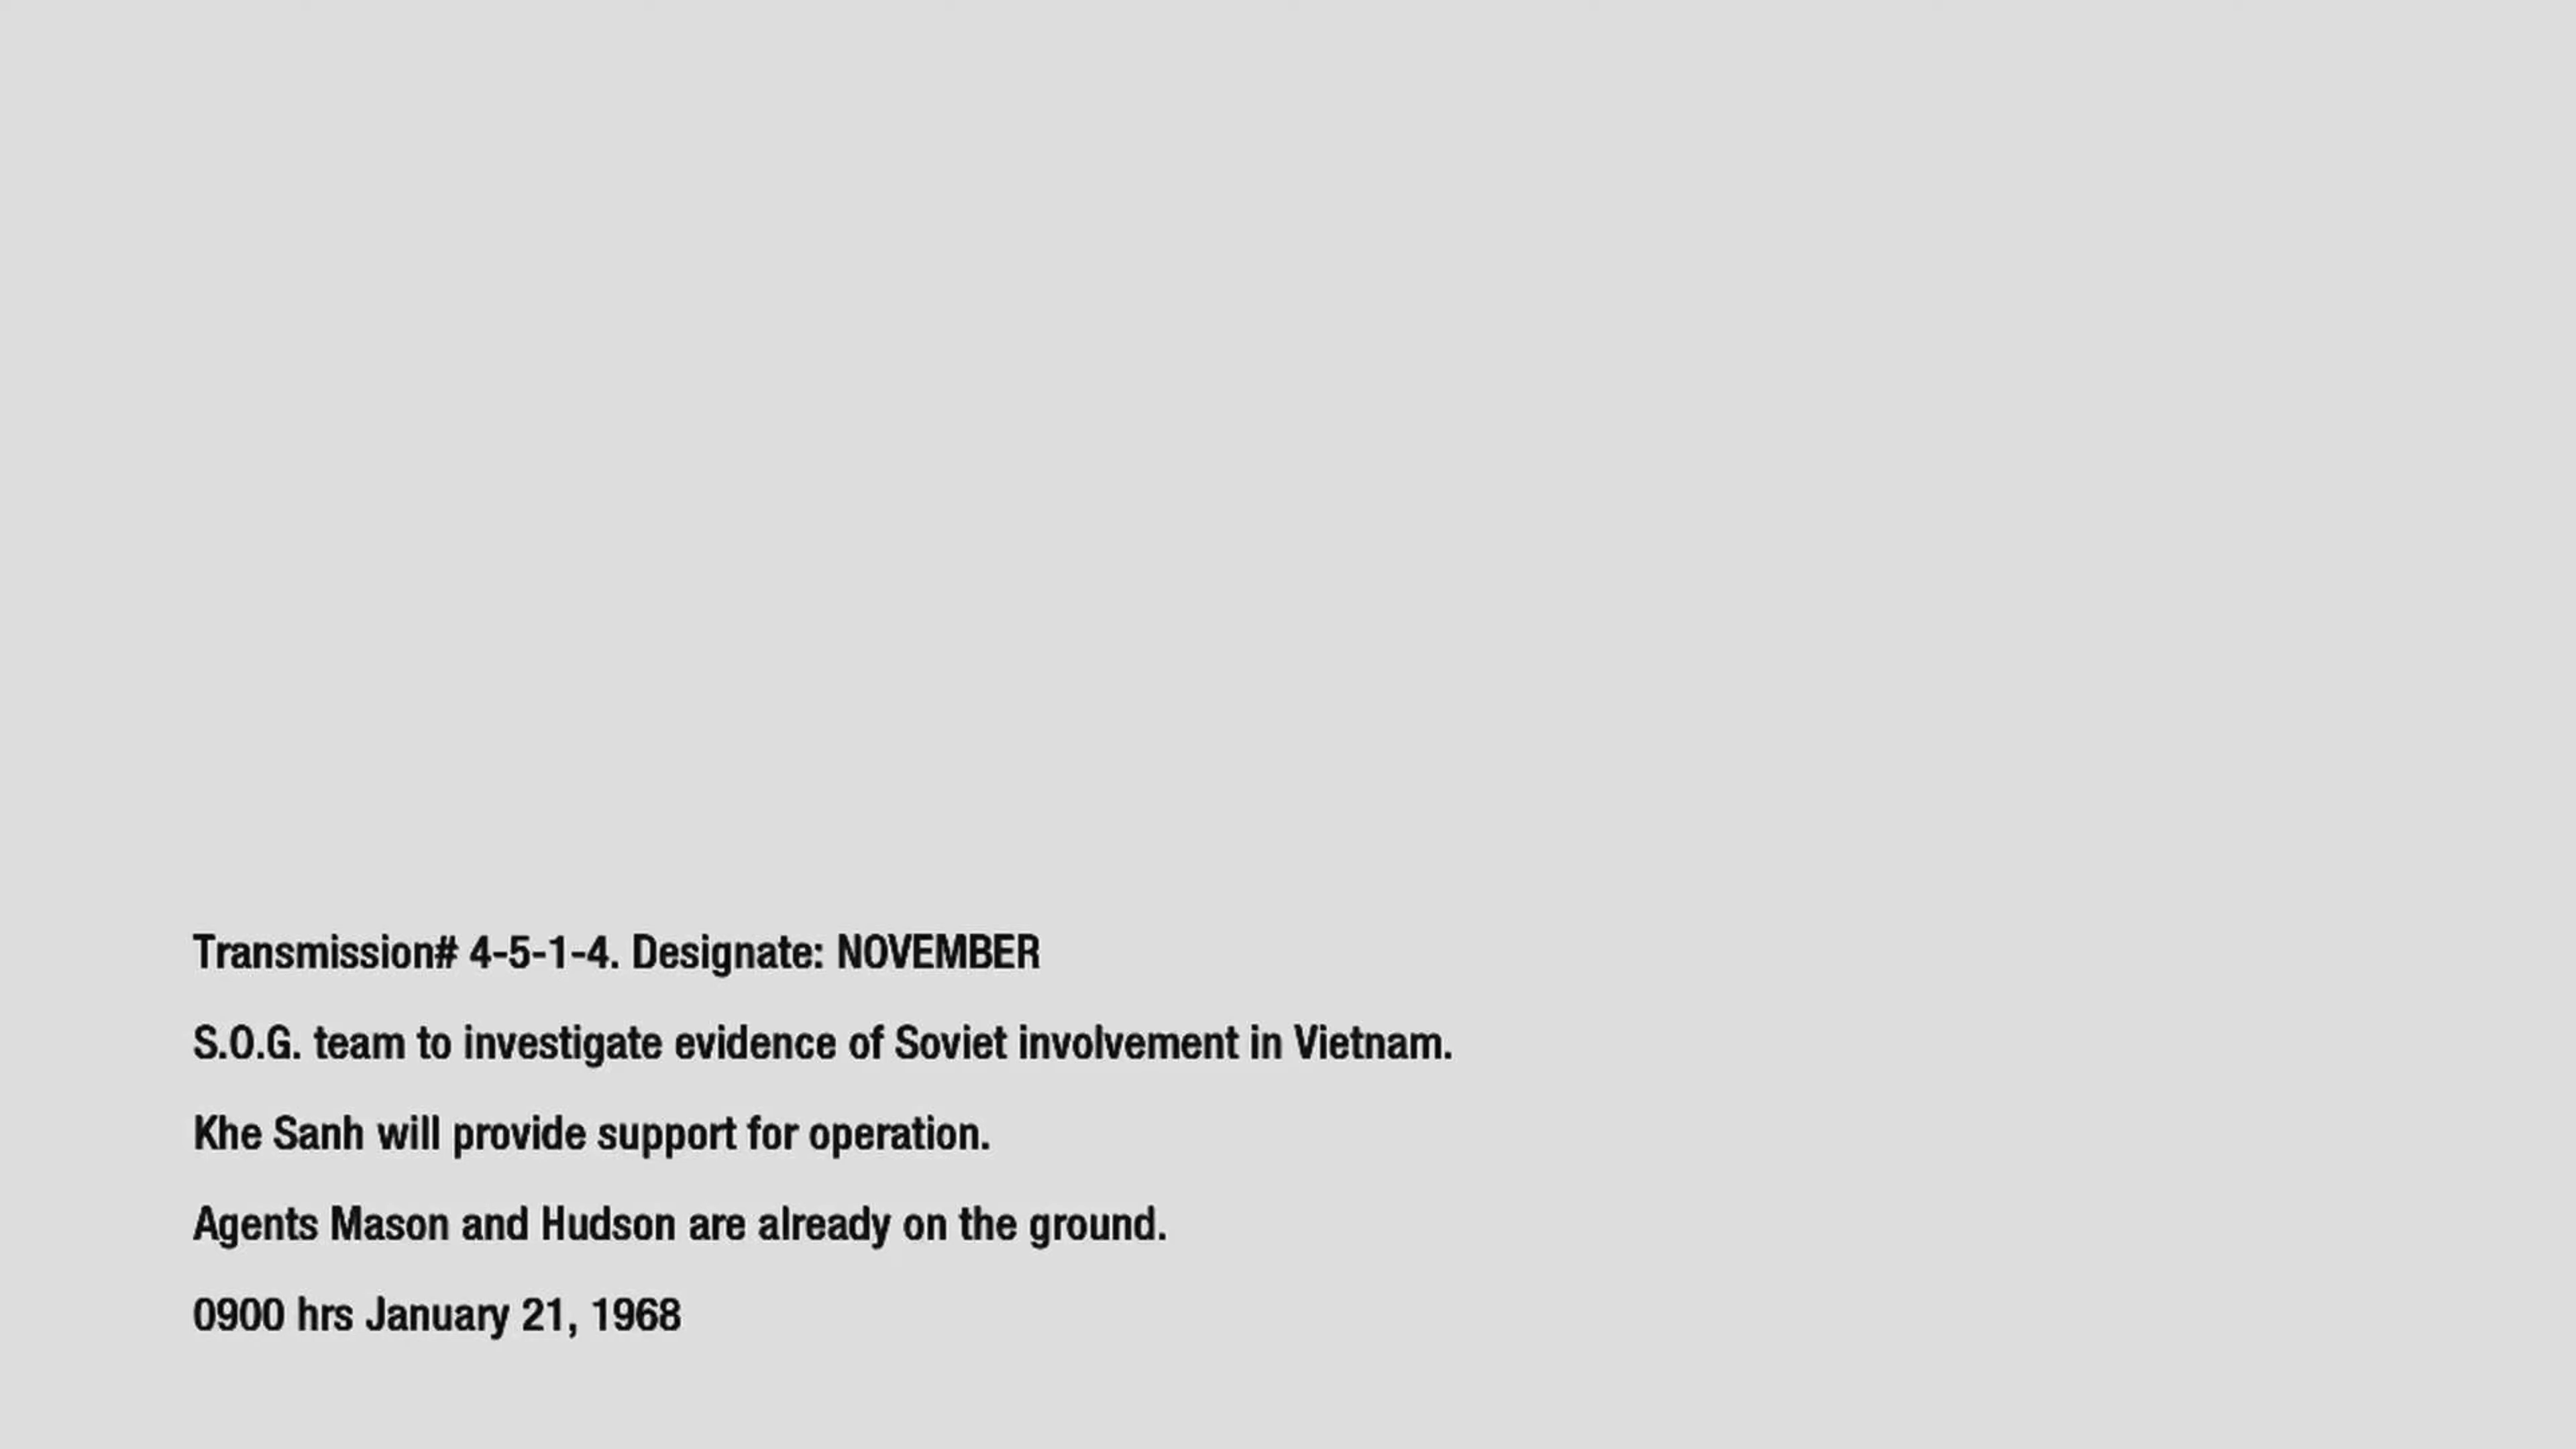 Transmission# 4-5-1-4. Designate: NOVEMBER
S.O.G. team to investigate evidence of Soviet involvement in Vietnam.
Khe Sanh will provide support for operation.
Agents Mason and Hudson are already on the ground.
0900 hrs January 21, 1968